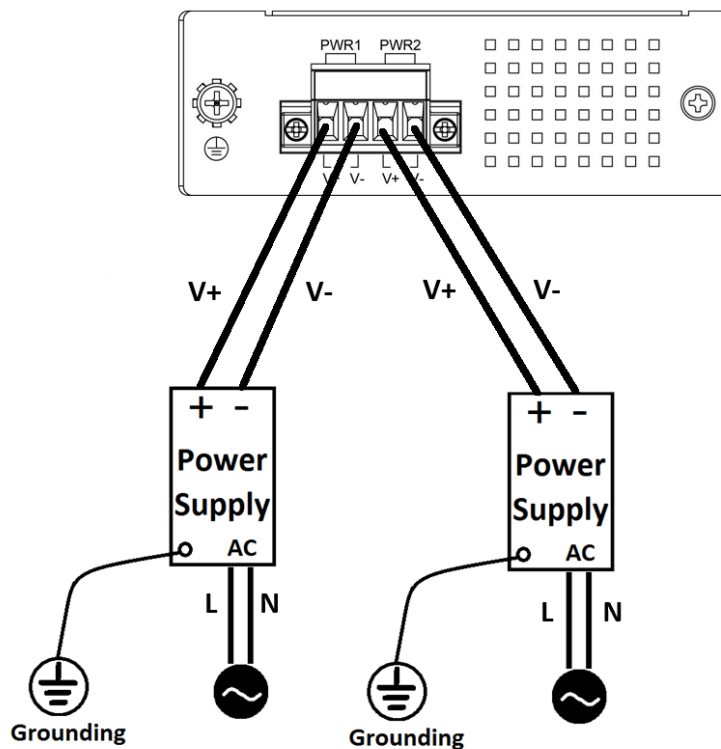 PWR1 PWR2
V+ V- V+ V-
V+ V- V+ V-
+ - + -
Power Supply
AC
Power Supply
AC
L N
L N
Grounding
Grounding